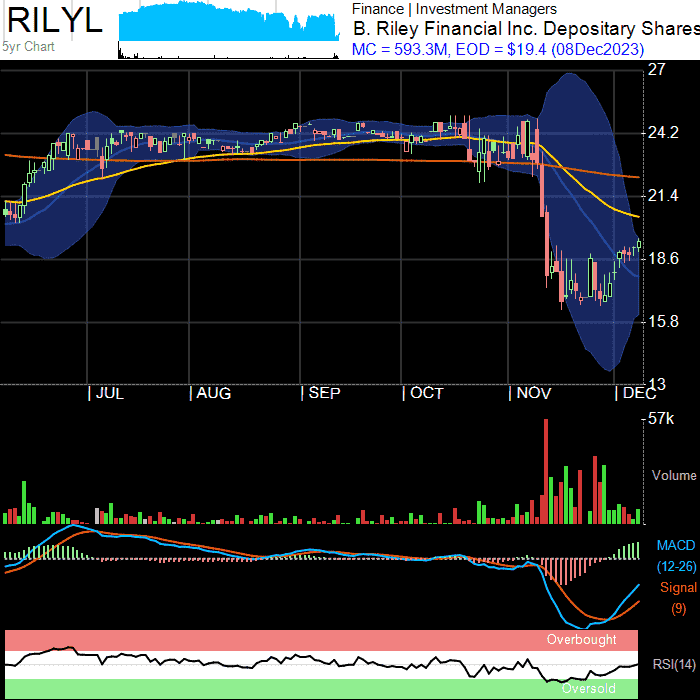 RILYL
5yr Chart
Finance | Investment Managers
B. Riley Financial Inc. Depositary Shares
MC = 593.3M, EOD = $19.4 (08Dec2023)
27
24.2
21.4
18.6
15.8
13
JUL AUG SEP OCT NOV DEC
57k
Volume
MACD
(12-26)
Signal
(9)
Overbought
RSI(14)
Oversold